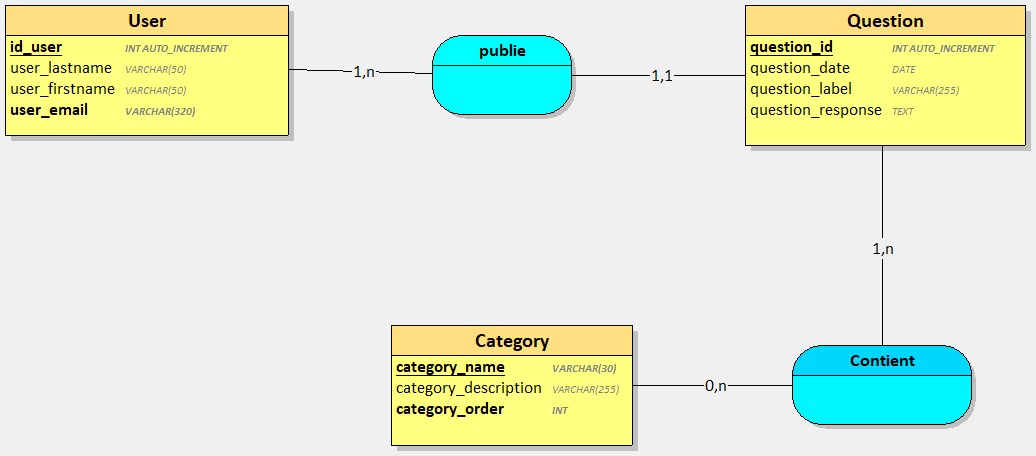 User
id_user INT AUTO_INCREMENT
user_lastname VARCHAR(50)
user_firstname VARCHAR(50)
user_email VARCHAR(320)
1,n
publie
1,1
Question
question_id INT AUTO_INCREMENT
question_date DATE
question_label VARCHAR(255)
question_response TEXT
1,n
Category
category_name VARCHAR(30)
category_description VARCHAR(255)
category_order INT
0,n
Contient